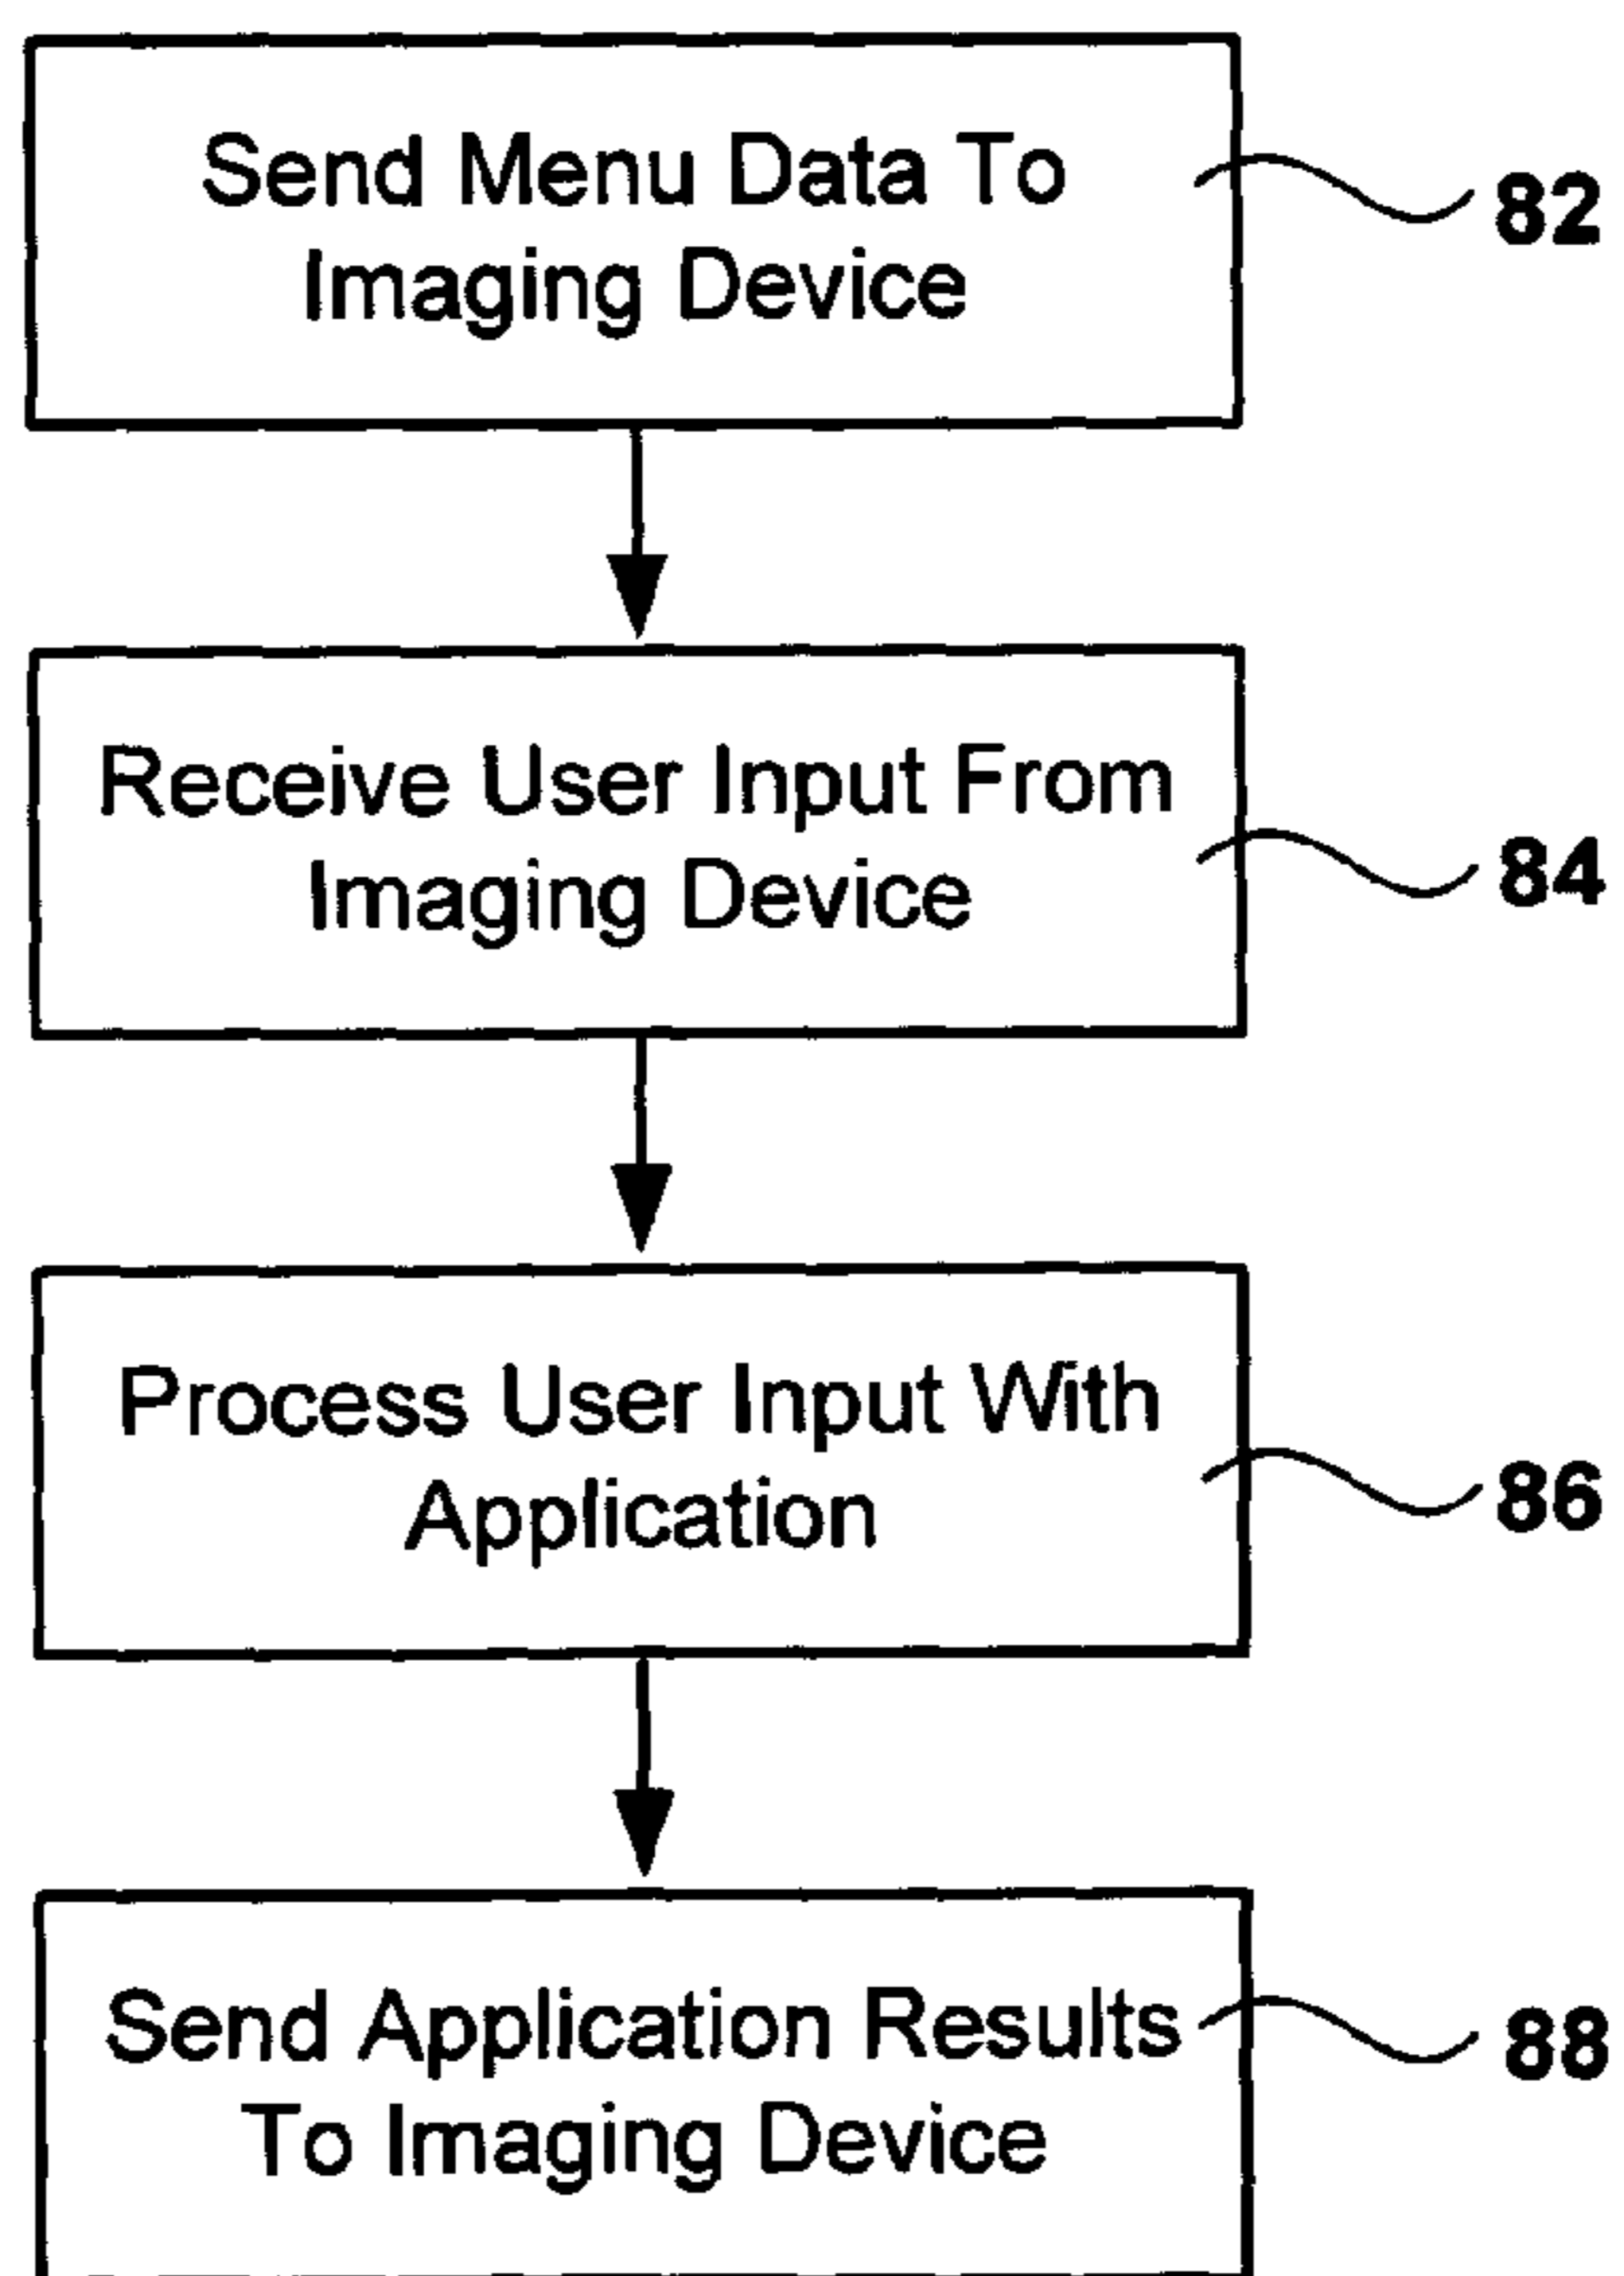 Send Menu Data To
Imaging Device
82
Receive User Input From
Imaging Device
84
Process User Input With
Application
86
Send Application Results
To Imaging Device
88